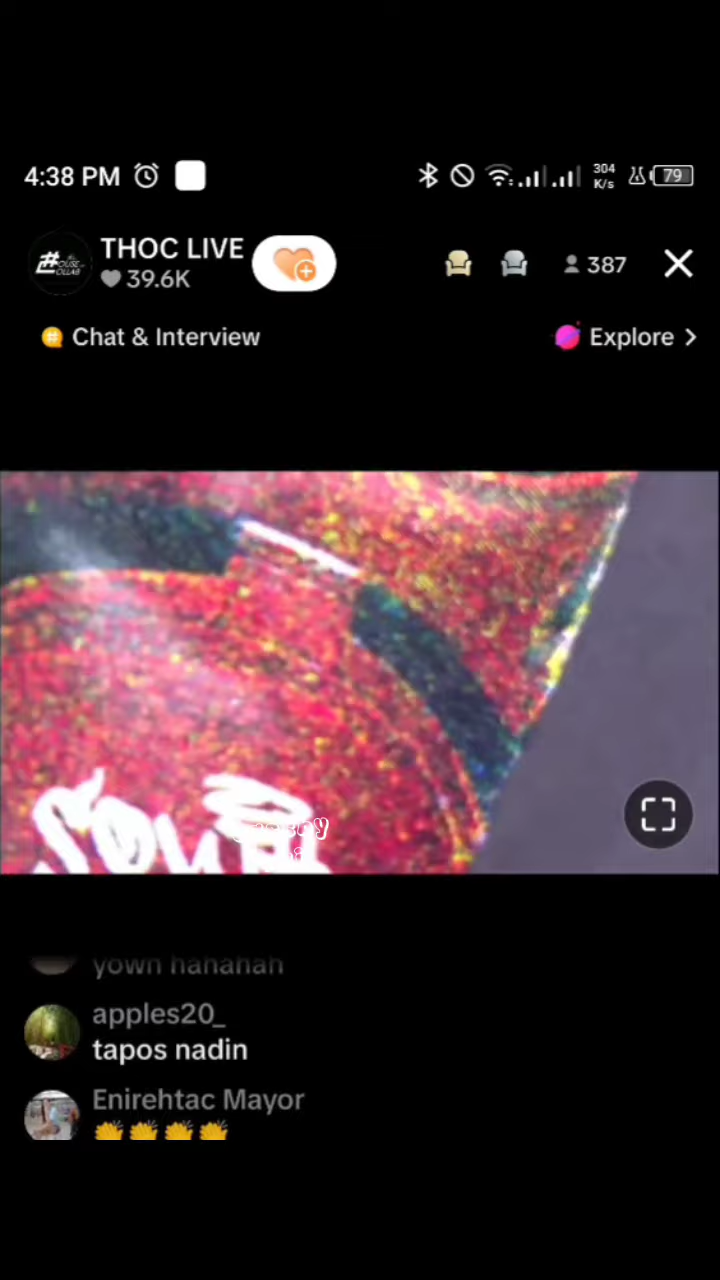 4:38 PM
304
K/s
79
THOC LIVE
39.6K
387
Chat & Interview
Explore
yown hahahah
apples20_
tapos nadin
Enirehtac Mayor